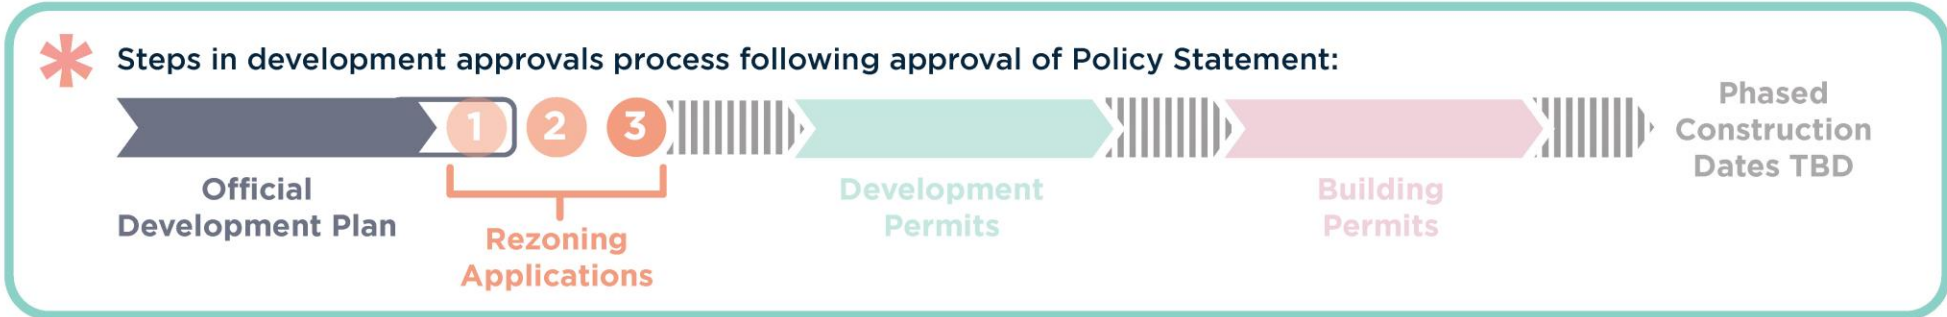 * Steps in development approvals process following approval of Policy Statement:
1 2 3
Official
Development Plan
Rezoning
Applications
Development
Permits
Building
Permits
Phased
Construction
Dates TBD